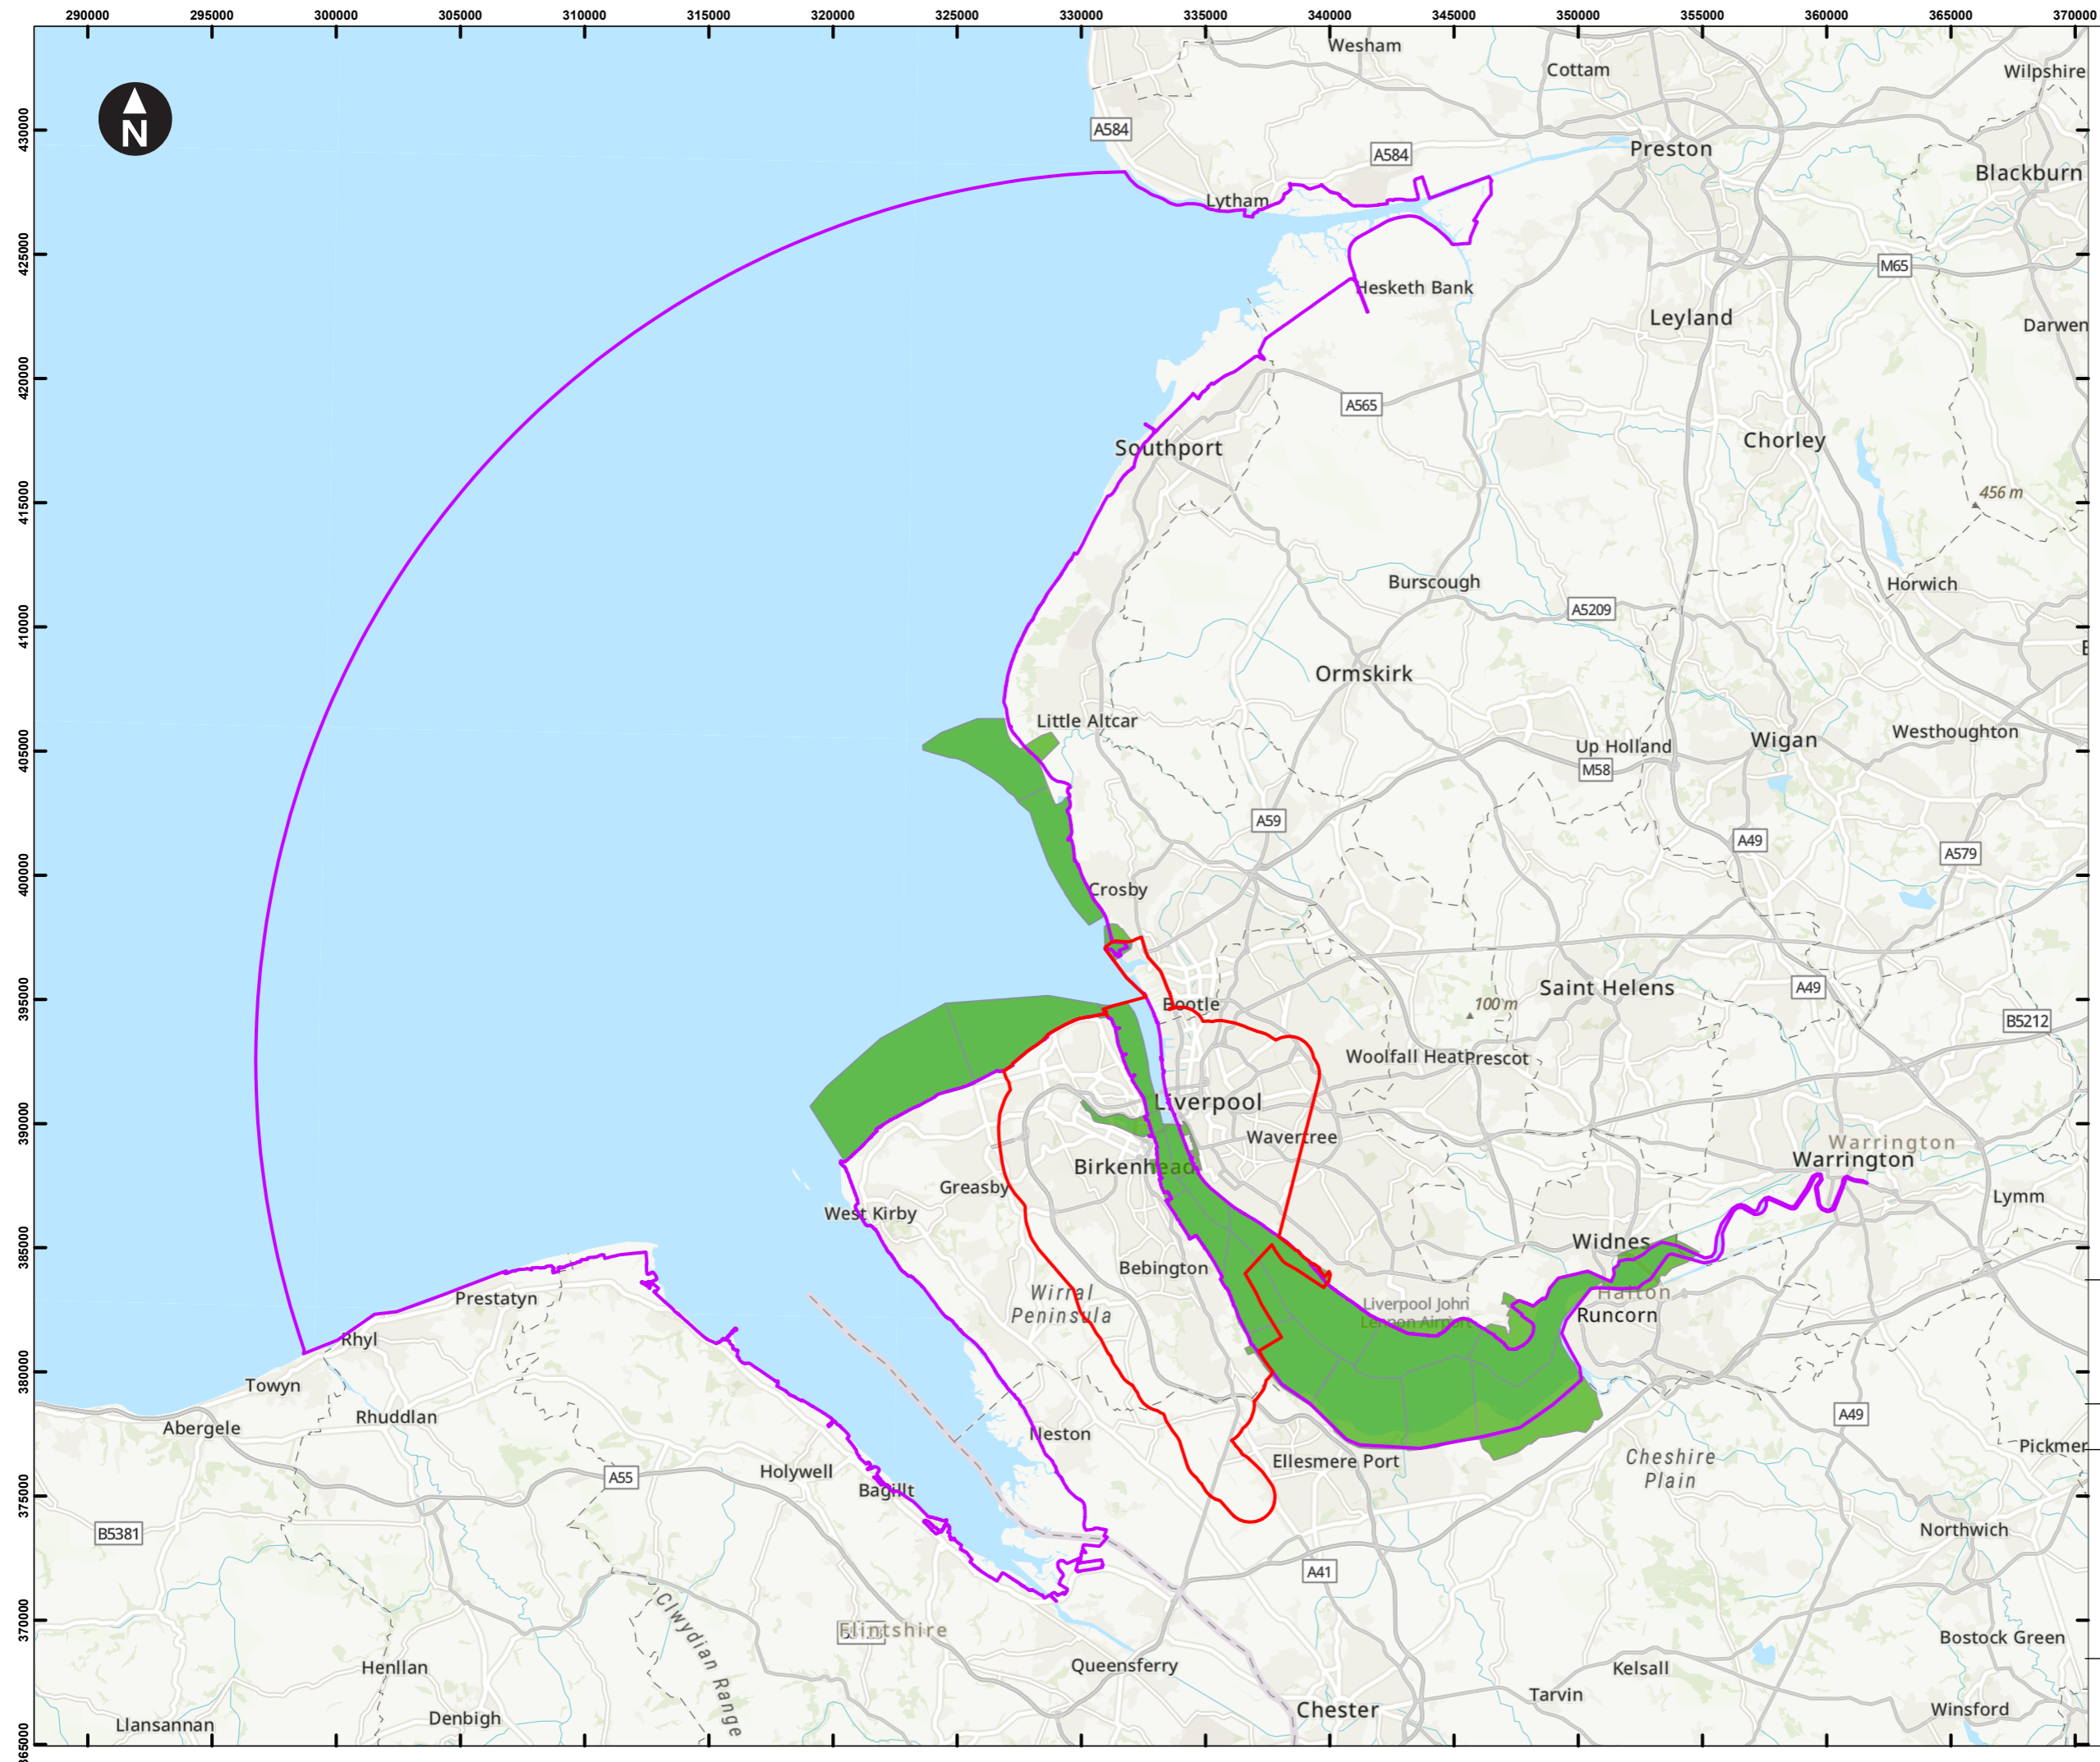 290000 295000 300000 305000 310000 315000 320000 325000 330000 335000 340000 345000 350000 355000 360000 365000 370000
430000
425000
420000
415000
410000
405000
400000
395000
390000
385000
380000
375000
370000
365000
N
Wesham
Cottam
Wilpshire
A584
A584
Preston
Blackburn
Lytham
M65
Hesketh Bank
Leyland
Darwen
A565
Southport
Chorley
456 m
Burscough
Horwich
A5209
Ormskirk
Little Altcar
Up Holland
Wigan
Westhoughton
M58
A59
A49
A579
Crosby
Saint Helens
A49
Bootle
100 m
B5212
Woolfall Heat
Prescot
Liverpool
Wavertree
Warrington
Warrington
Birkenhead
Greasby
Lymm
West Kirby
Widnes
Bebington
Wirral
Peninsula
Halton
Prestatyn
Liverpool John
Lennon Airport
Runcorn
Rhyl
Towyn
Rhuddlan
Abergele
A49
Neston
Pickmer
Ellesmere Port
Cheshire
Plain
Holywell
A55
Bagillt
B5381
Northwich
A41
Clwydian Range
Flintshire
Bostock Green
Henllan
Queensferry
Kelsall
Tarvin
Chester
Winsford
Llansannan
Denbigh